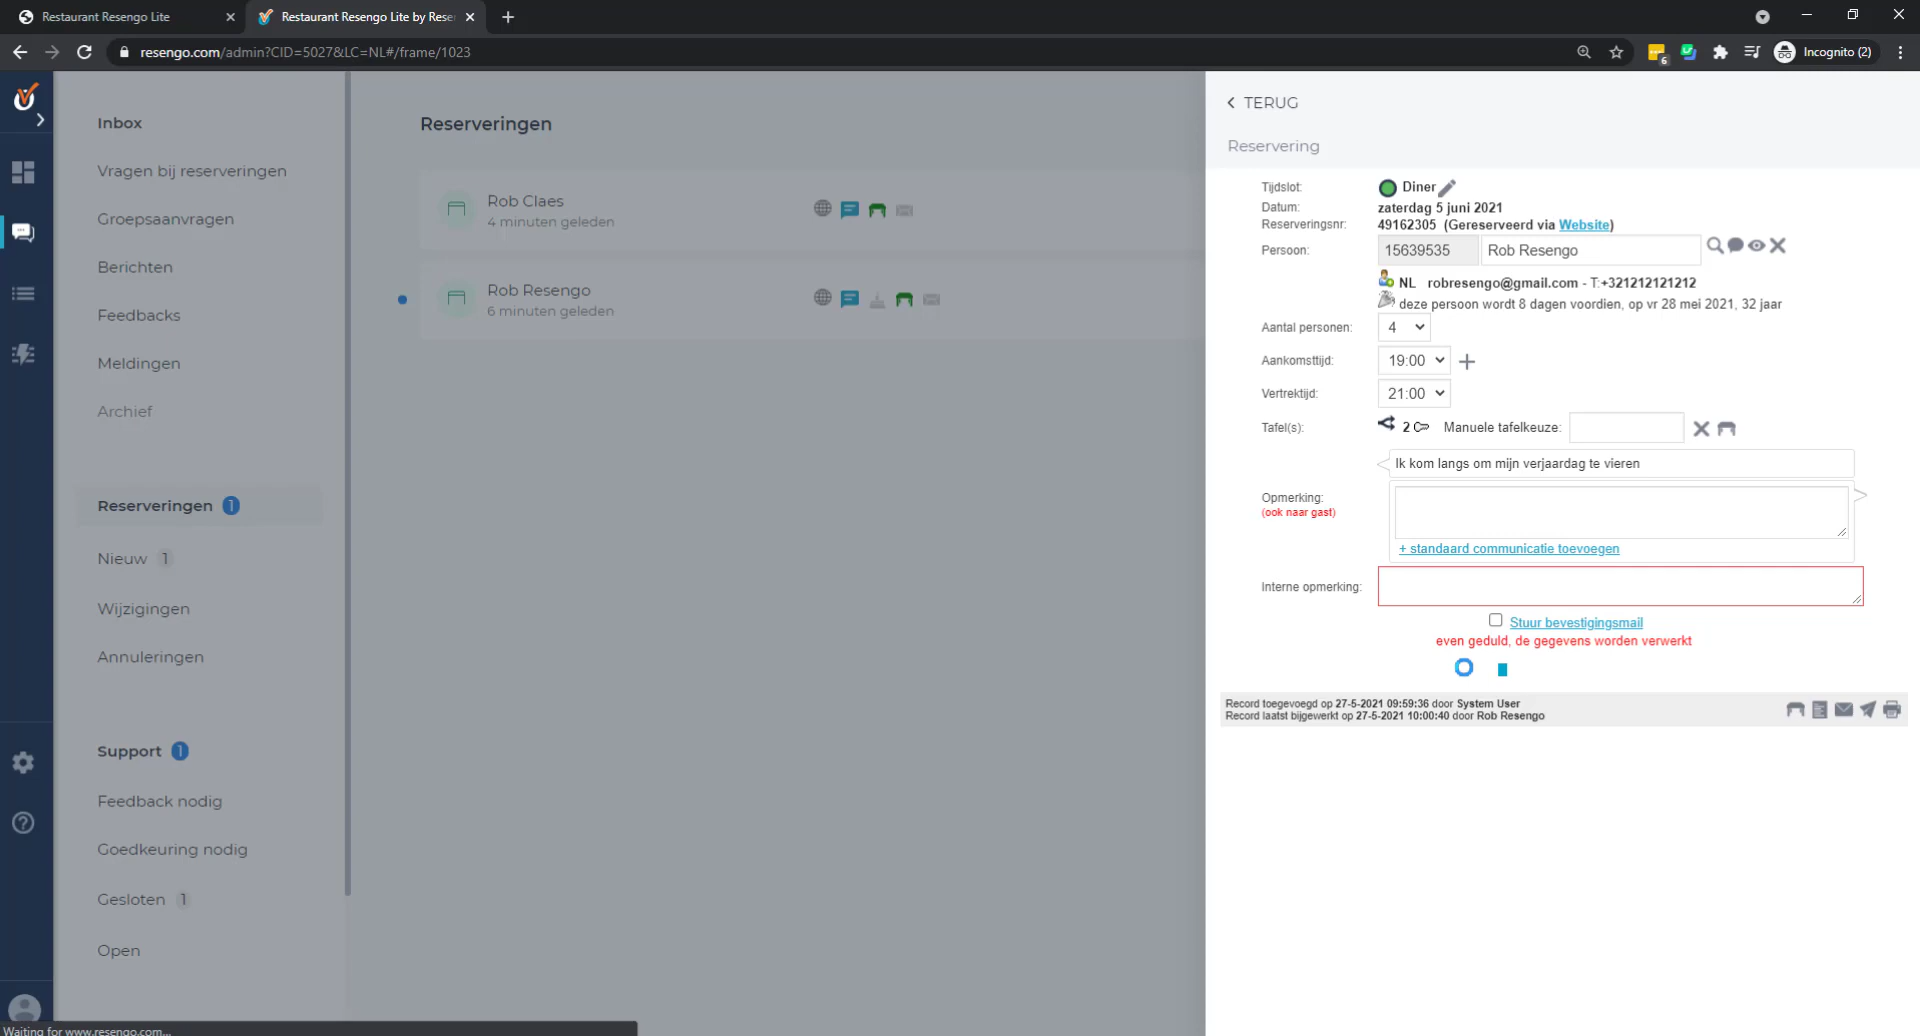 Restaurant Resengo Lite
Restaurant Resengo Lite by Rese
resengo.com/admin?CID=5027&LC=NL#/frame/1023
6
Incognito (2)
Inbox
Vragen bij reserveringen
Groepsaanvragen
Berichten
Feedbacks
Meldingen
Archief
Reserveringen 1
Nieuw 1
Wijzigingen
Annuleringen
Support 1
Feedback nodig
Goedkeuring nodig
Gesloten 1
Open
Waiting for www.resengo.com...
Reserveringen
Rob Claes
4 minuten geleden
Rob Resengo
6 minuten geleden
TERUG
Reservering
Tijdslot: Diner
Datum: zaterdag 5 juni 2021
Reserveringsnr: 49162305 (Gereserveerd via Website)
Persoon: 15639535 Rob Resengo
NL robresengo@gmail.com - T:+321212121212
deze persoon wordt 8 dagen voordien, op vr 28 mei 2021, 32 jaar
Aantal personen: 4
Aankomsttijd: 19:00
Vertrektijd: 21:00
Tafel(s): 2 Manuele tafelkeuze:
Ik kom langs om mijn verjaardag te vieren
Opmerking:
(ook naar gast)
+ standaard communicatie toevoegen
Interne opmerking:
Stuur bevestigingsmail
even geduld, de gegevens worden verwerkt
Record toegevoegd op 27-5-2021 09:59:36 door System User
Record laatst bijgewerkt op 27-5-2021 10:00:40 door Rob Resengo